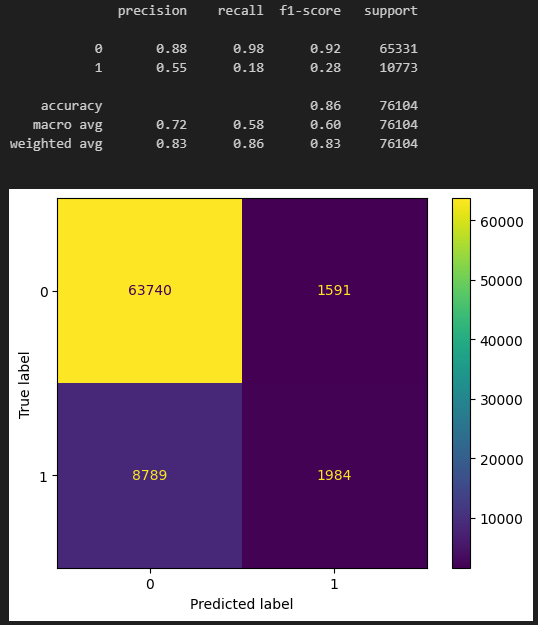 precision recall f1-score support
0 0.88 0.98 0.92 65331
1 0.55 0.18 0.28 10773
accuracy 0.86 76104
macro avg 0.72 0.58 0.60 76104
weighted avg 0.83 0.86 0.83 76104
60000
50000
40000
30000
20000
10000
True label
0
63740 1591
1
8789 1984
0 1
Predicted label